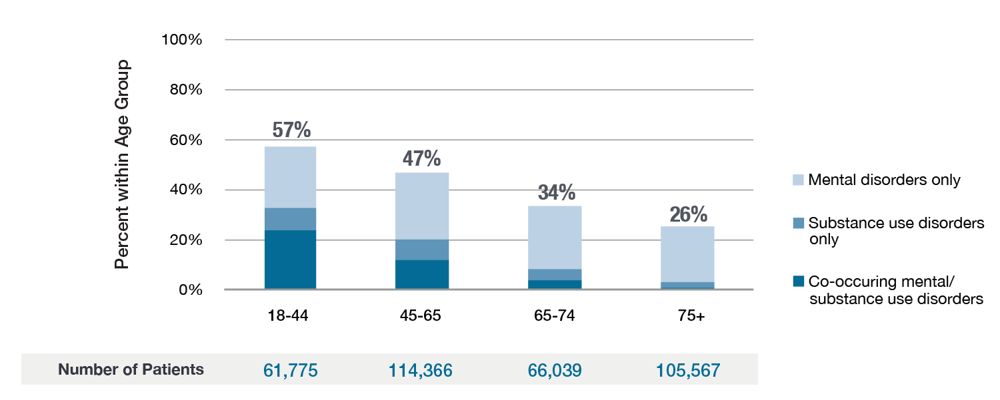 Percent within Age Group
100%
80%
60%
40%
20%
0%
57%
47%
34%
26%
18-44
45-65
65-74
75+
Mental disorders only
Substance use disorders
only
Co-occuring mental/
substance use disorders
Number of Patients 61,775 114,366 66,039 105,567